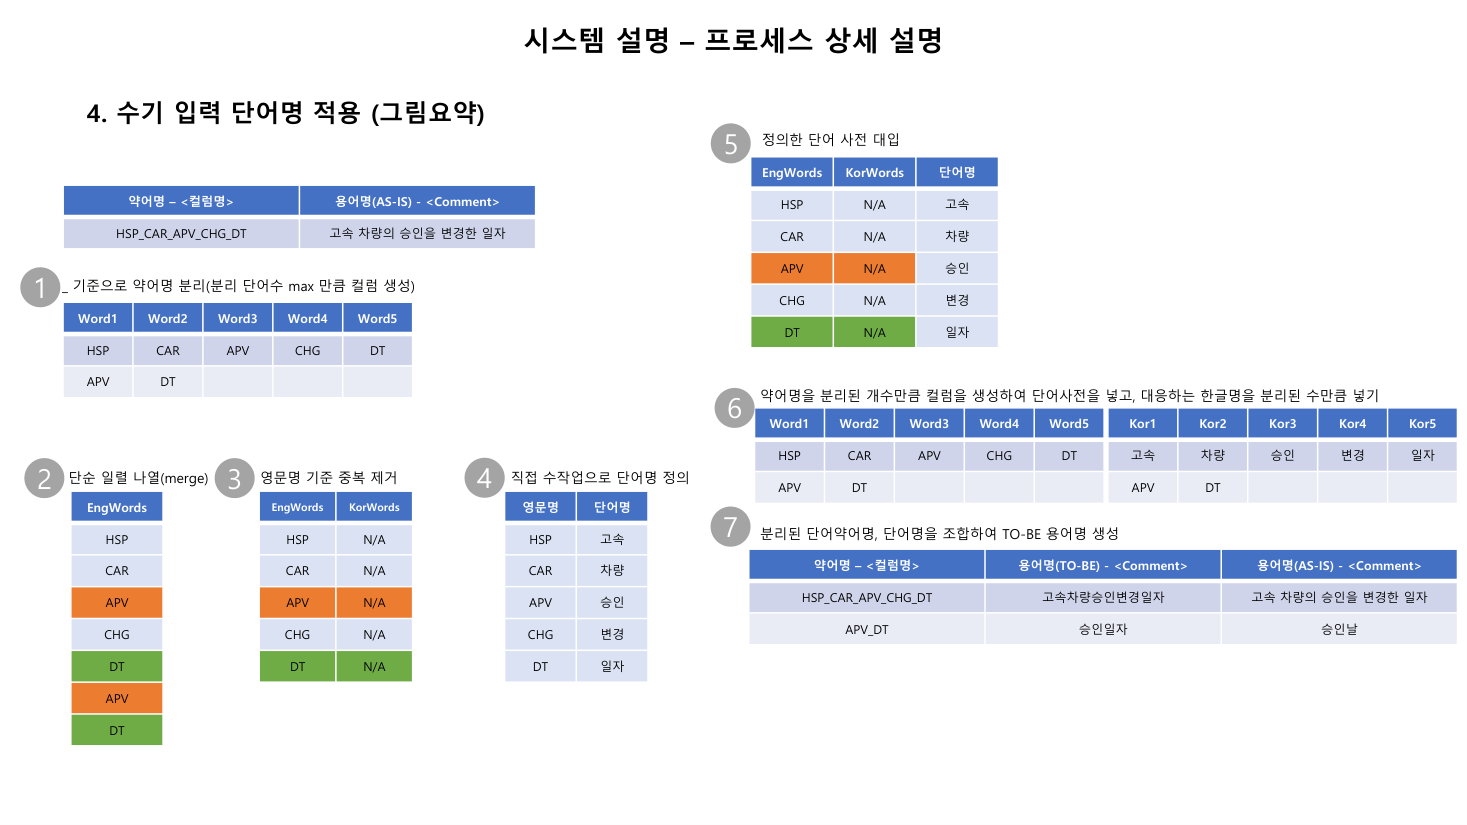 시스템 설명 – 프로세스 상세 설명
4. 수기 입력 단어명 적용 (그림요약)
약어명 – <컬럼명> 용어명(AS-IS) - <Comment>
HSP_CAR_APV_CHG_DT 고속 차량의 승인을 변경한 일자
1 _ 기준으로 약어명 분리(분리 단어수 max 만큼 컬럼 생성)
Word1 Word2 Word3 Word4 Word5
HSP CAR APV CHG DT
APV DT
2 단순 일렬 나열(merge)
EngWords
HSP
CAR
APV
CHG
DT
APV
DT
3 영문명 기준 중복 제거
EngWords KorWords
HSP N/A
CAR N/A
APV N/A
CHG N/A
DT N/A
4 직접 수작업으로 단어명 정의
영문명 단어명
HSP 고속
CAR 차량
APV 승인
CHG 변경
DT 일자
5 정의한 단어 사전 대입
EngWords KorWords 단어명
HSP N/A 고속
CAR N/A 차량
APV N/A 승인
CHG N/A 변경
DT N/A 일자
6 약어명을 분리된 개수만큼 컬럼을 생성하여 단어사전을 넣고, 대응하는 한글명을 분리된 수만큼 넣기
Word1 Word2 Word3 Word4 Word5 Kor1 Kor2 Kor3 Kor4 Kor5
HSP CAR APV CHG DT 고속 차량 승인 변경 일자
APV DT APV DT
7 분리된 단어약어명, 단어명을 조합하여 TO-BE 용어명 생성
약어명 – <컬럼명> 용어명(TO-BE) - <Comment> 용어명(AS-IS) - <Comment>
HSP_CAR_APV_CHG_DT 고속차량승인변경일자 고속 차량의 승인을 변경한 일자
APV_DT 승인일자 승인날